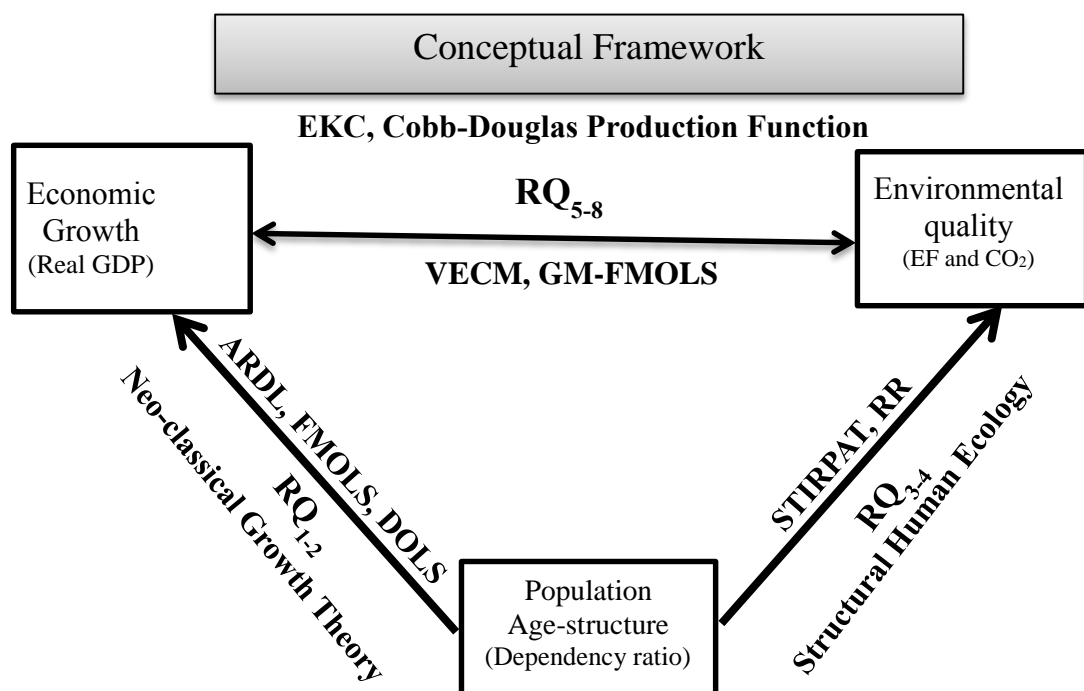 Conceptual Framework
EKC, Cobb-Douglas Production Function
Economic
Growth
(Real GDP)
RQ5-8
VECM, GM-FMOLS
Environmental
quality
(EF and CO₂)
ARDL, FMOLS, DOLS
RQ1-2
Neo-classical Growth Theory
STIRPAT, RR
RQ3-4
Structural Human Ecology
Population
Age-structure
(Dependency ratio)